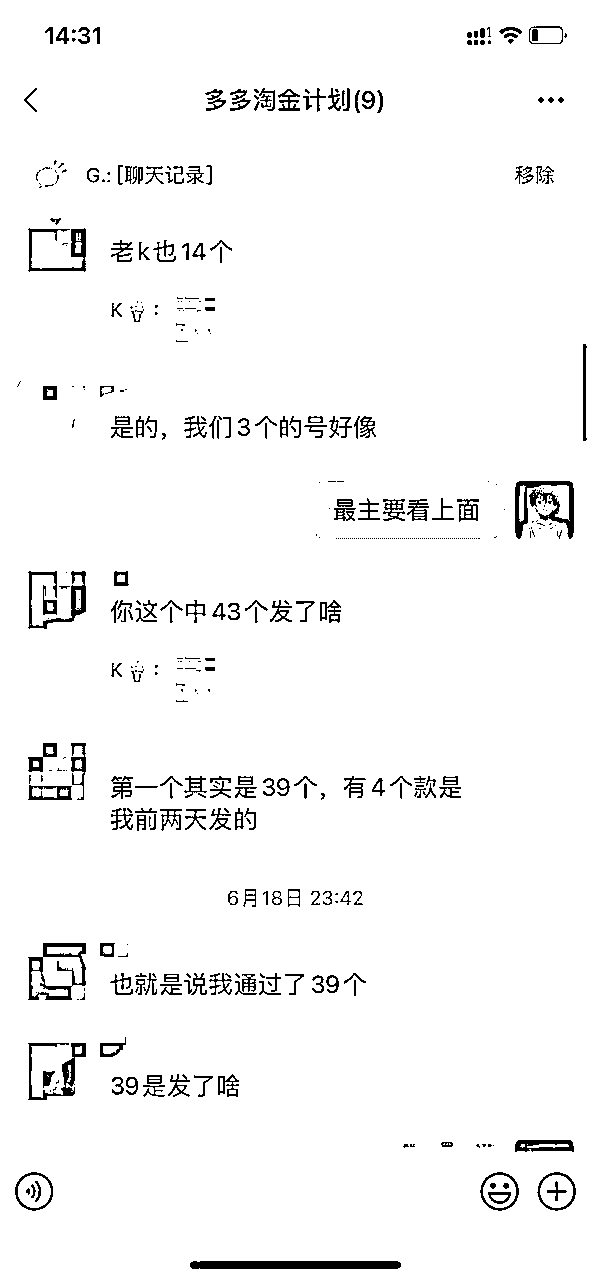 14:31
多多淘金计划(9)
G.: [聊天记录]
移除
老k也14个
K :
是的，我们3个的号好像
最主要看上面
你这个中43个发了啥
K :
第一个其实是39个，有4个款是
我前两天发的
6月18日 23:42
也就是说我通过了39个
39是发了啥